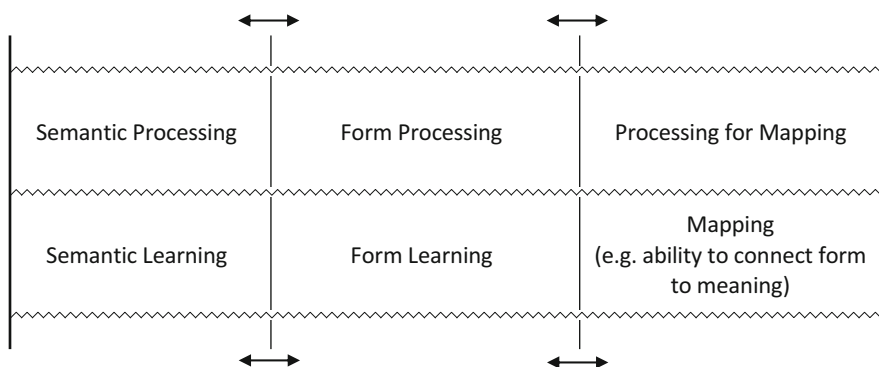 Semantic Processing
Form Processing
Processing for Mapping
Semantic Learning
Form Learning
Mapping
(e.g. ability to connect form
to meaning)